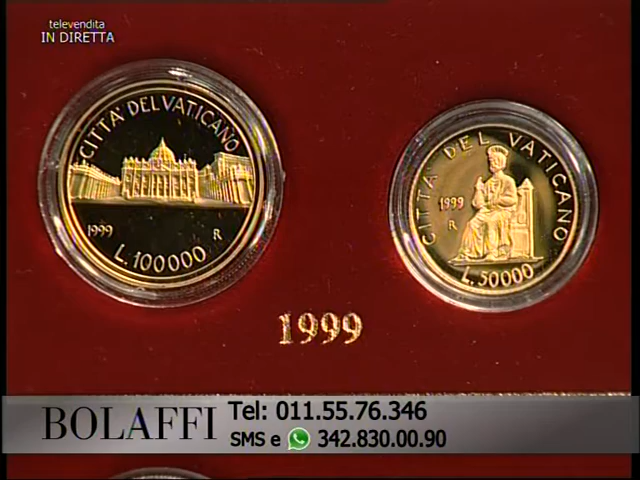 televendita
IN DIRETTA
CITTA' DEL VATICANO
1999
R
L.100000
CITTA' DEL VATICANO
1999
R
L.50000
1999
BOLAFFI
Tel: 011.55.76.346
SMS e 342.830.00.90